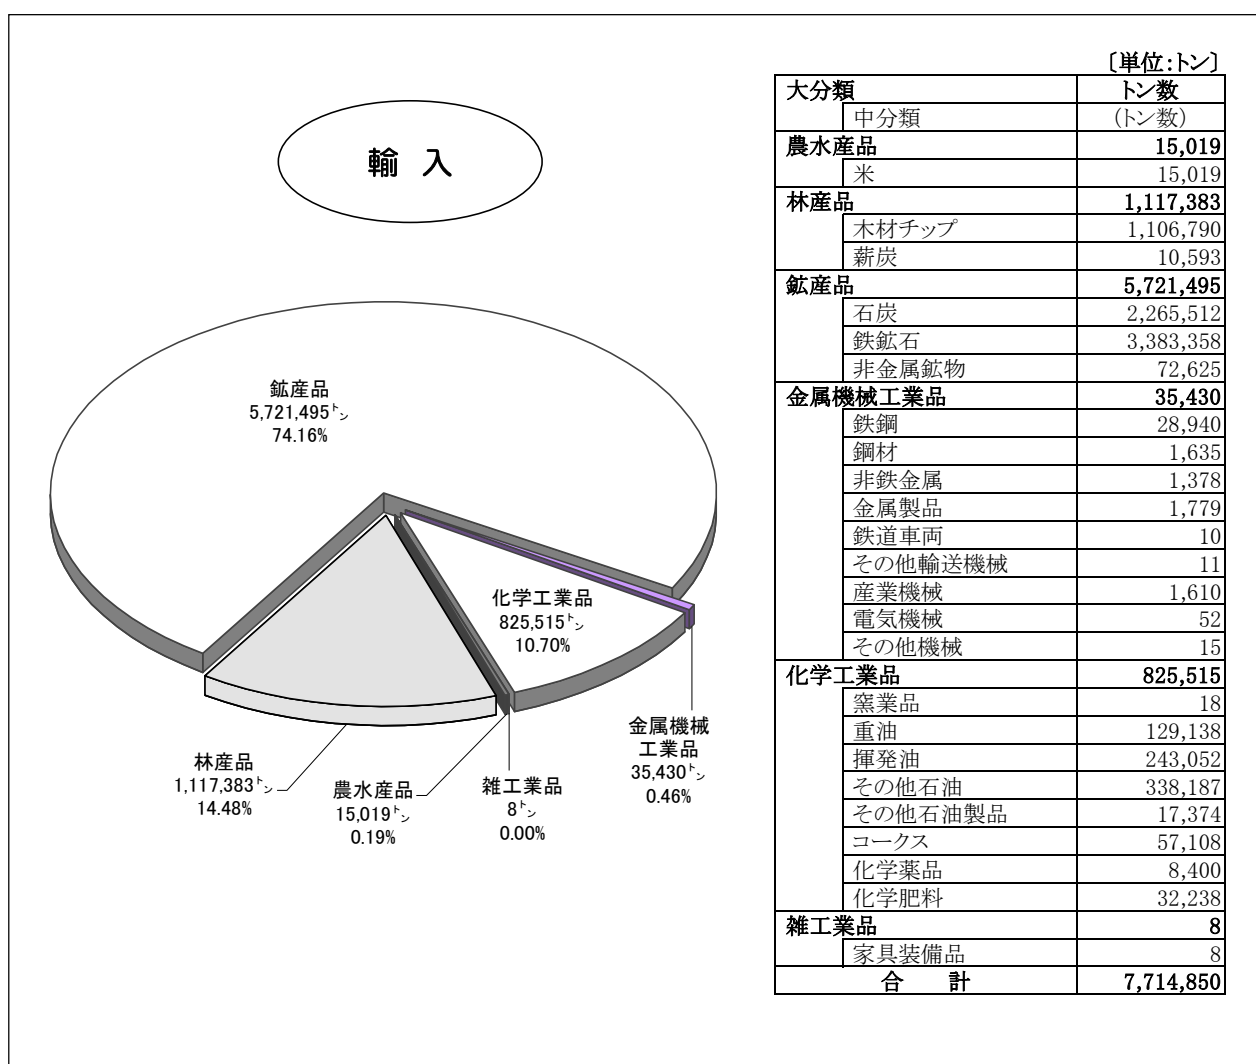 輸 入
鉱産品
5,721,495㌧
74.16%
化学工業品
825,515㌧
10.70%
金属機械
工業品
35,430㌧
0.46%
林産品
1,117,383㌧
14.48%
農水産品
15,019㌧
0.19%
雑工業品
8㌧
0.00%
〔単位:トン〕
大分類 トン数
中分類 (トン数)
農水産品 15,019
米 15,019
林産品 1,117,383
木材チップ 1,106,790
薪炭 10,593
鉱産品 5,721,495
石炭 2,265,512
鉄鉱石 3,383,358
非金属鉱物 72,625
金属機械工業品 35,430
鉄鋼 28,940
鋼材 1,635
非鉄金属 1,378
金属製品 1,779
鉄道車両 10
その他輸送機械 11
産業機械 1,610
電気機械 52
その他機械 15
化学工業品 825,515
窯業品 18
重油 129,138
揮発油 243,052
その他石油 338,187
その他石油製品 17,374
コークス 57,108
化学薬品 8,400
化学肥料 32,238
雑工業品 8
家具装備品 8
合 計 7,714,850